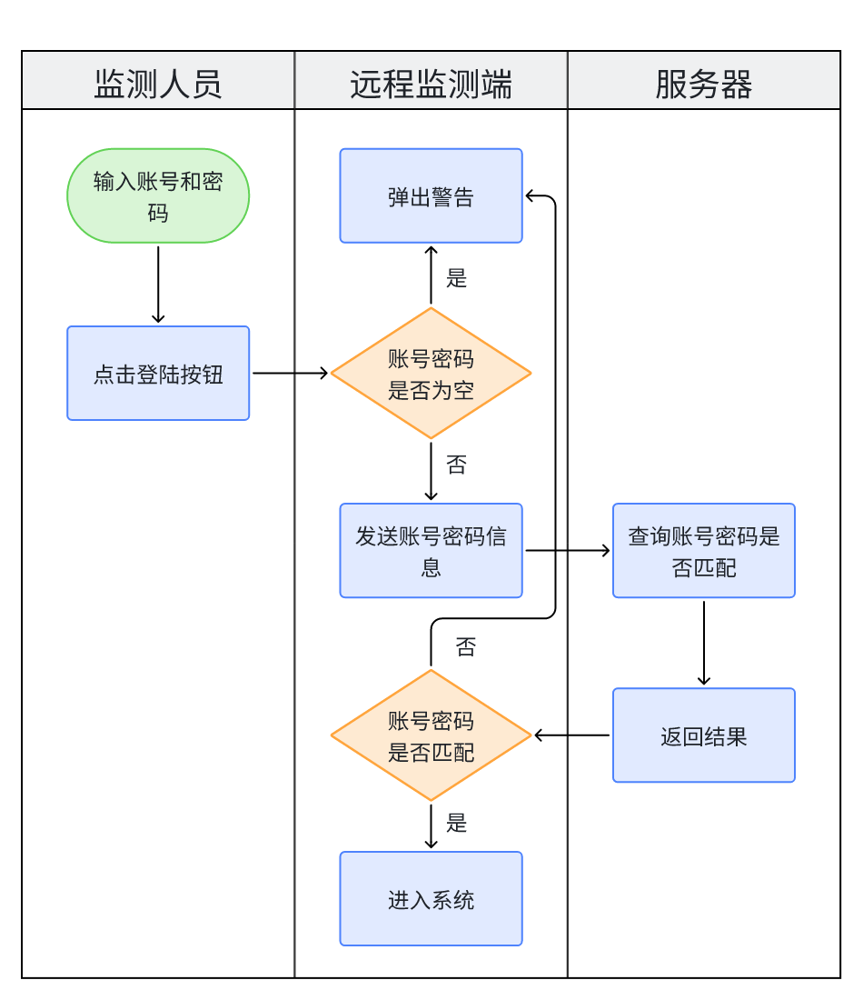 监测人员
远程监测端
服务器
输入账号和密
码
弹出警告
是
点击登陆按钮
账号密码
是否为空
否
发送账号密码信
息
查询账号密码是
否匹配
否
账号密码
是否匹配
返回结果
是
进入系统